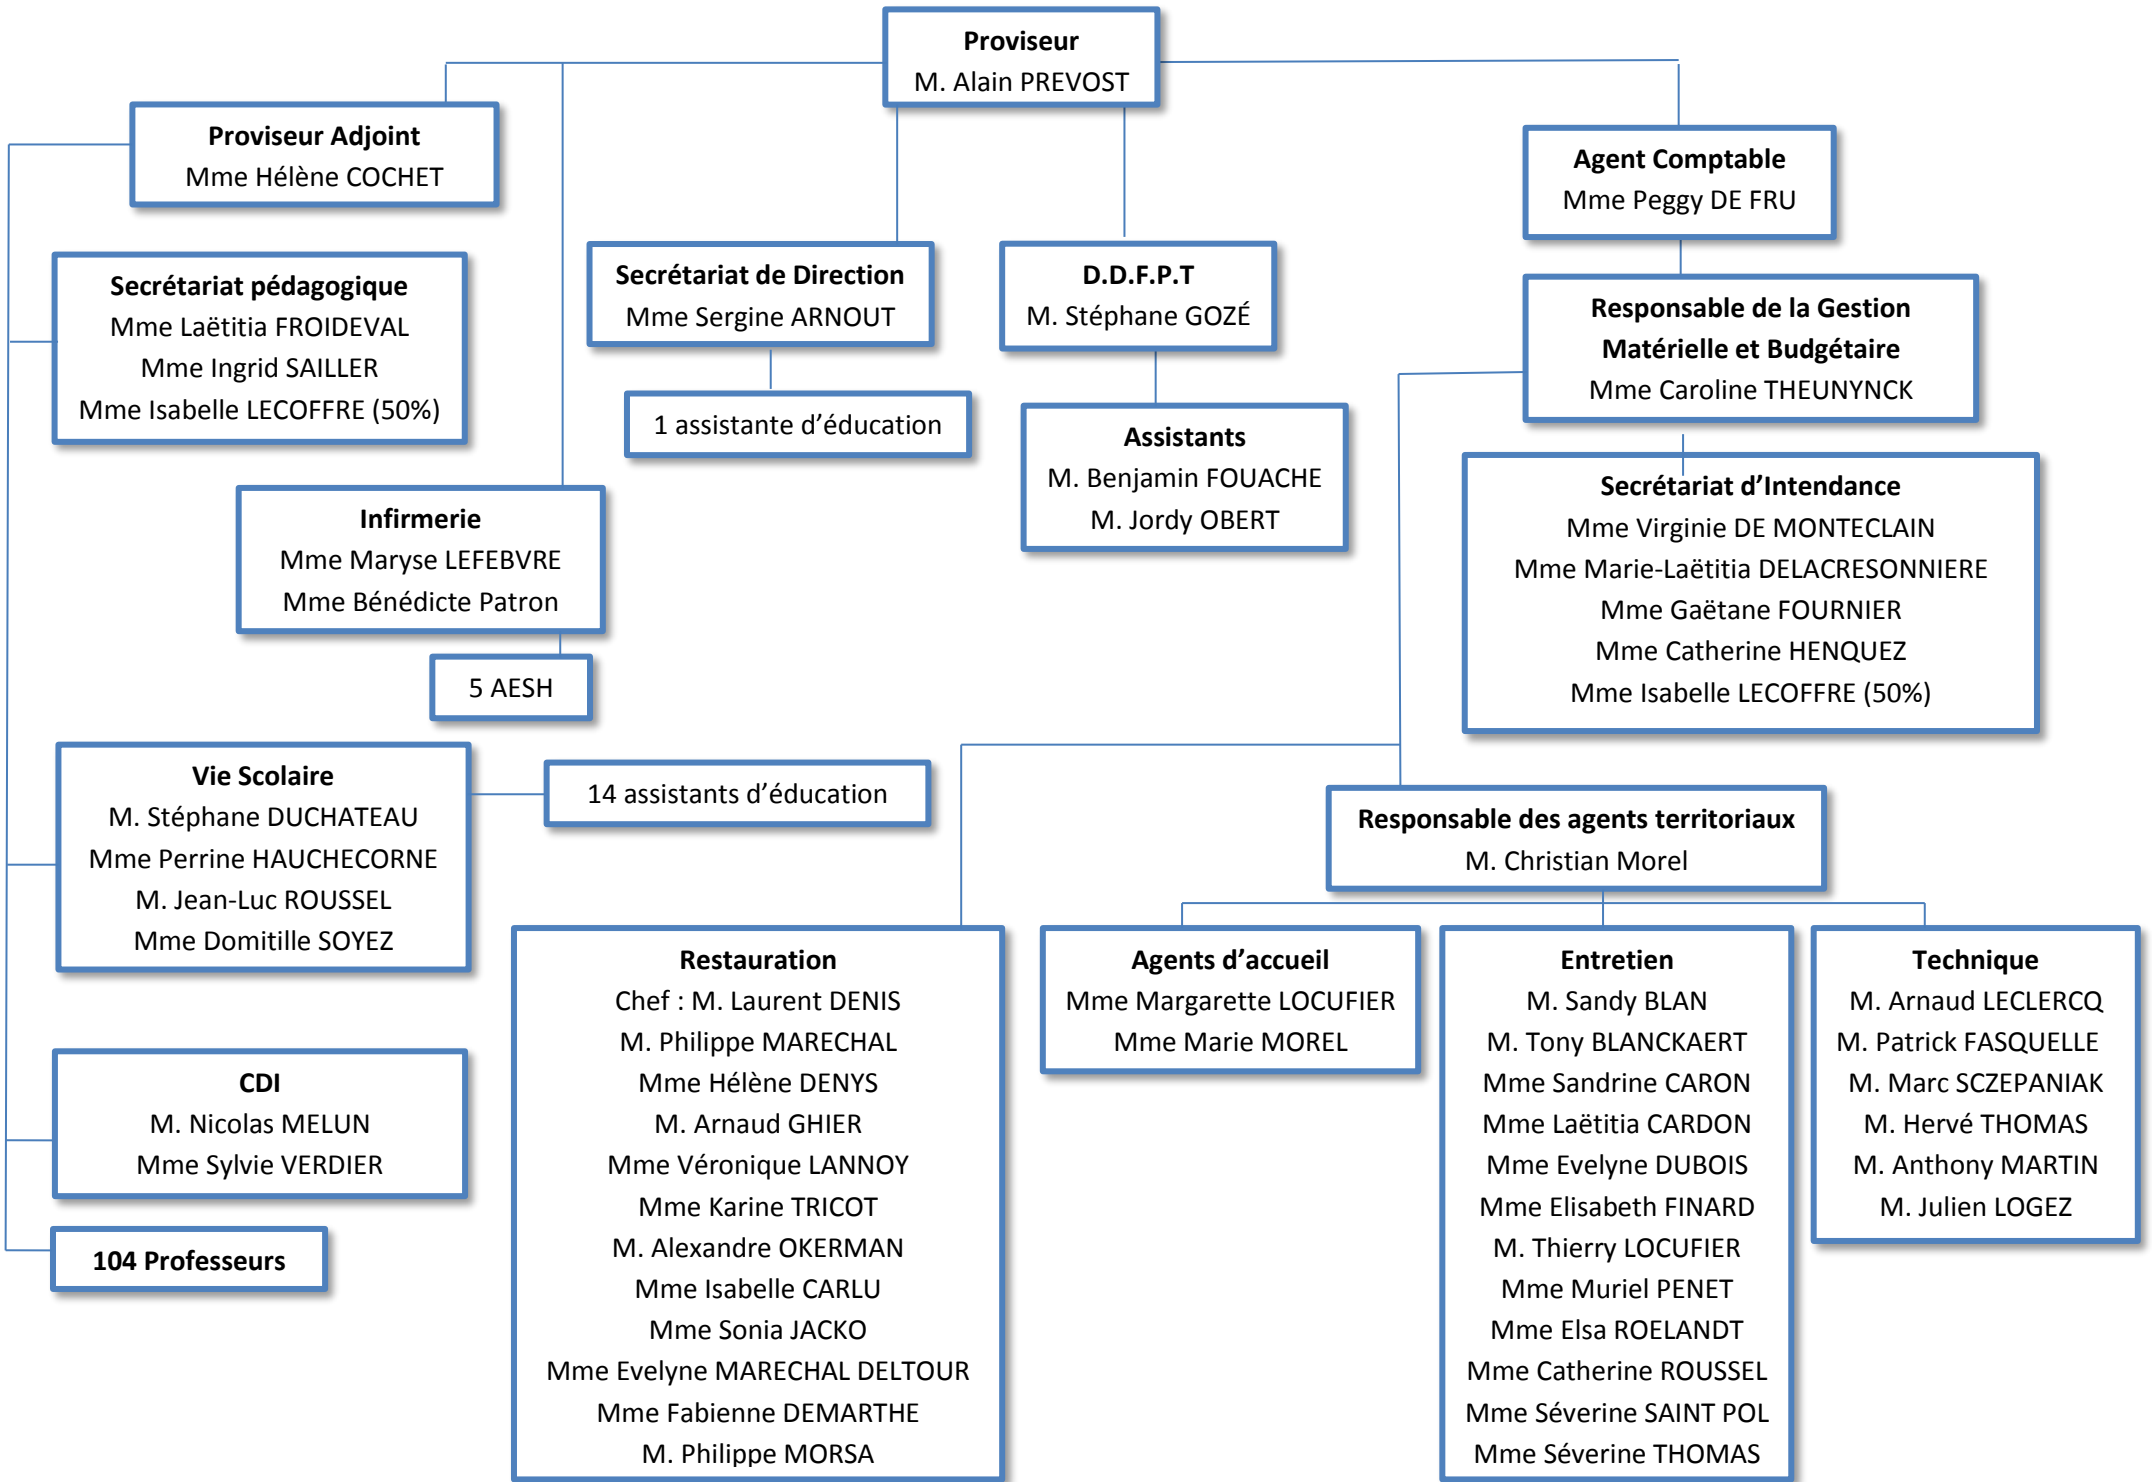 Proviseur
M. Alain PREVOST
Proviseur Adjoint
Mme Hélène COCHET
Agent Comptable
Mme Peggy DE FRU
Secrétariat pédagogique
Mme Laëtitia FROIDEVAL
Mme Ingrid SAILLER
Mme Isabelle LECOFFRE (50%)
Secrétariat de Direction
Mme Sergine ARNOUT
1 assistante d’éducation
D.D.F.P.T
M. Stéphane GOZÉ
Assistants
M. Benjamin FOUACHE
M. Jordy OBERT
Responsable de la Gestion
Matérielle et Budgétaire
Mme Caroline THEUNYNCK
Secrétariat d’Intendance
Mme Virginie DE MONTECLAIN
Mme Marie-Laëtitia DELACRESONNIERE
Mme Gaëtane FOURNIER
Mme Catherine HENQUEZ
Mme Isabelle LECOFFRE (50%)
Infirmerie
Mme Maryse LEFEBVRE
Mme Bénédicte Patron
5 AESH
Vie Scolaire
M. Stéphane DUCHATEAU
Mme Perrine HAUCHECORNE
M. Jean-Luc ROUSSEL
Mme Domitille SOYEZ
14 assistants d’éducation
Responsable des agents territoriaux
M. Christian Morel
CDI
M. Nicolas MELUN
Mme Sylvie VERDIER
104 Professeurs
Restauration
Chef : M. Laurent DENIS
M. Philippe MARECHAL
Mme Hélène DENYS
M. Arnaud GHIER
Mme Véronique LANNOY
Mme Karine TRICOT
M. Alexandre OKERMAN
Mme Isabelle CARLU
Mme Sonia JACKO
Mme Evelyne MARECHAL DELTOUR
Mme Fabienne DEMARTHE
M. Philippe MORSA
Agents d’accueil
Mme Margarette LOCUFIER
Mme Marie MOREL
Entretien
M. Sandy BLAN
M. Tony BLANCKAERT
Mme Sandrine CARON
Mme Laëtitia CARDON
Mme Evelyne DUBOIS
Mme Elisabeth FINARD
M. Thierry LOCUFIER
Mme Muriel PENET
Mme Elsa ROELANDT
Mme Catherine ROUSSEL
Mme Séverine SAINT POL
Mme Séverine THOMAS
Technique
M. Arnaud LECLERCQ
M. Patrick FASQUELLE
M. Marc SCZEPANIAK
M. Hervé THOMAS
M. Anthony MARTIN
M. Julien LOGEZ